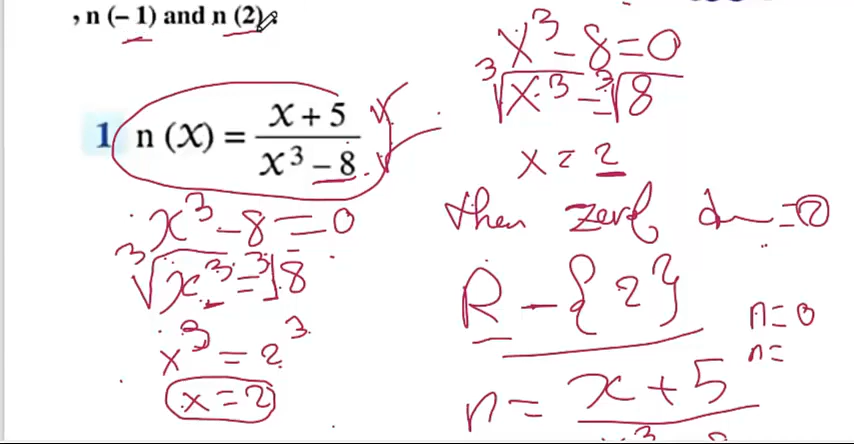 , n (– 1) and n (2)
1 n (X) = X + 5 / X³ – 8
x³ - 8 = 0
³√x³ = ³√8
x³ = 2³
x = 2
X³ - 8 = 0
³√X³ = ³√8
x = 2
then
R - {2}
n = 0
n =
n = x + 5